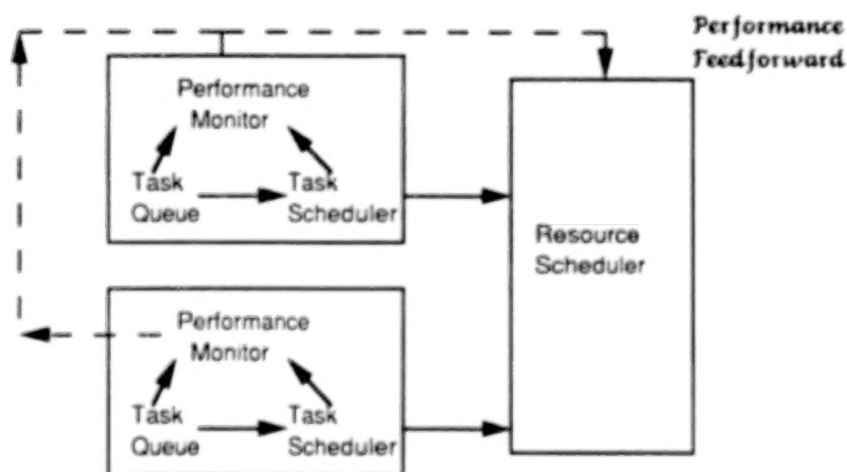 Performance
Feedforward
Performance
Monitor
Task
Queue
Task
Scheduler
Resource
Scheduler
Performance
Monitor
Task
Queue
Task
Scheduler